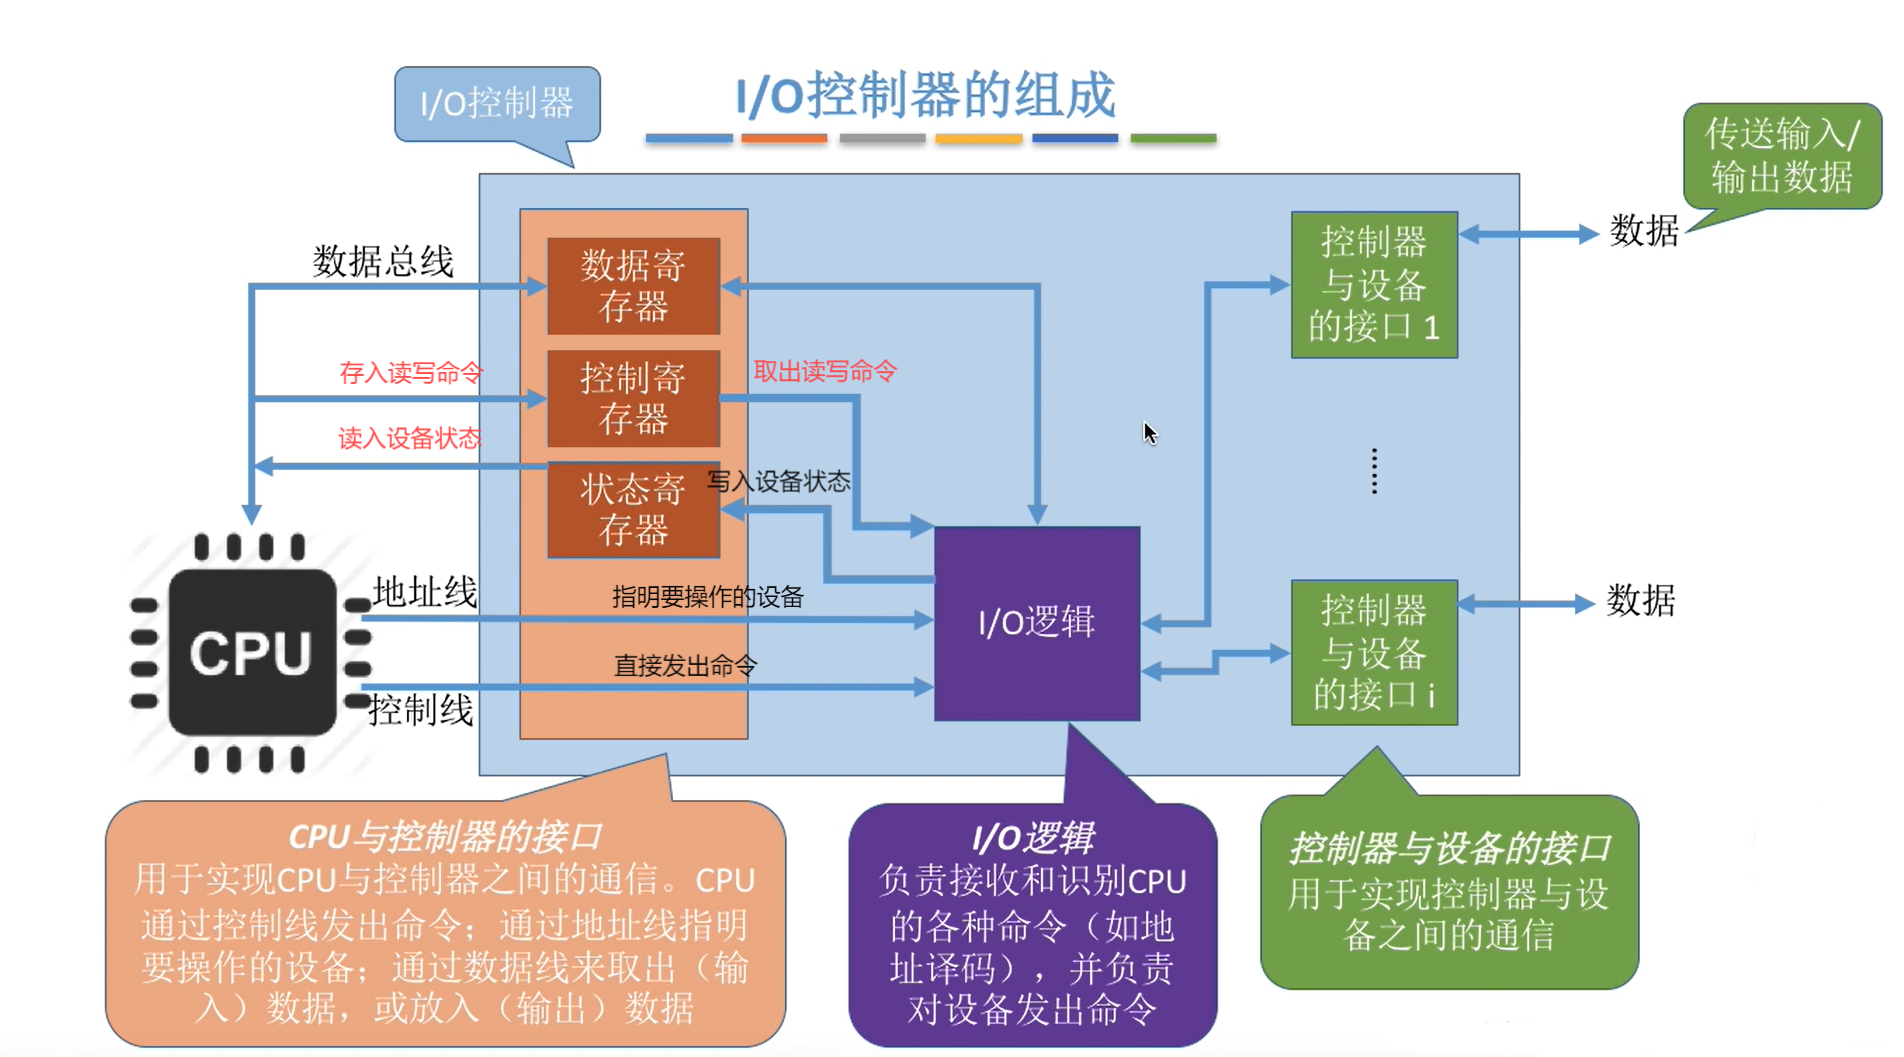 I/O控制器的组成
I/O控制器
传送输入/
输出数据
数据总线
数据寄
存器
控制器
与设备
的接口 1
数据
存入读写命令
控制寄
存器
取出读写命令
读入设备状态
状态寄
存器
写入设备状态
......
地址线
指明要操作的设备
I/O逻辑
控制器
与设备
的接口 i
数据
CPU
直接发出命令
控制线
CPU与控制器的接口
用于实现CPU与控制器之间的通信。CPU
通过控制线发出命令；通过地址线指明
要操作的设备；通过数据线来取出（输
入）数据，或放入（输出）数据
I/O逻辑
负责接收和识别CPU
的各种命令（如地
址译码），并负责
对设备发出命令
控制器与设备的接口
用于实现控制器与设
备之间的通信